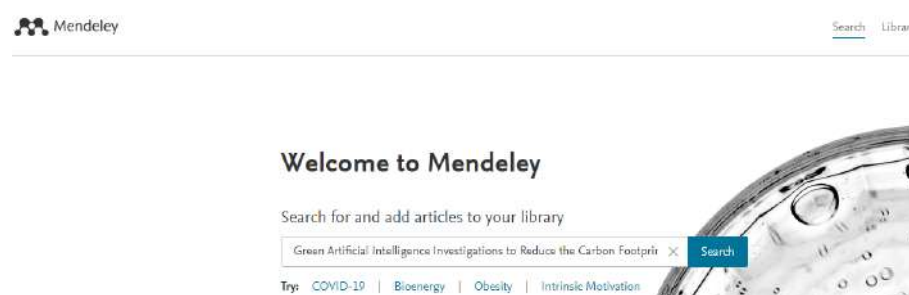 Mendeley
Search Librar
Welcome to Mendeley
Search for and add articles to your library
Green Artificial Intelligence Investigations to Reduce the Carbon Footprin × Search
Try: COVID-19 | Bioenergy | Obesity | Intrinsic Motivation